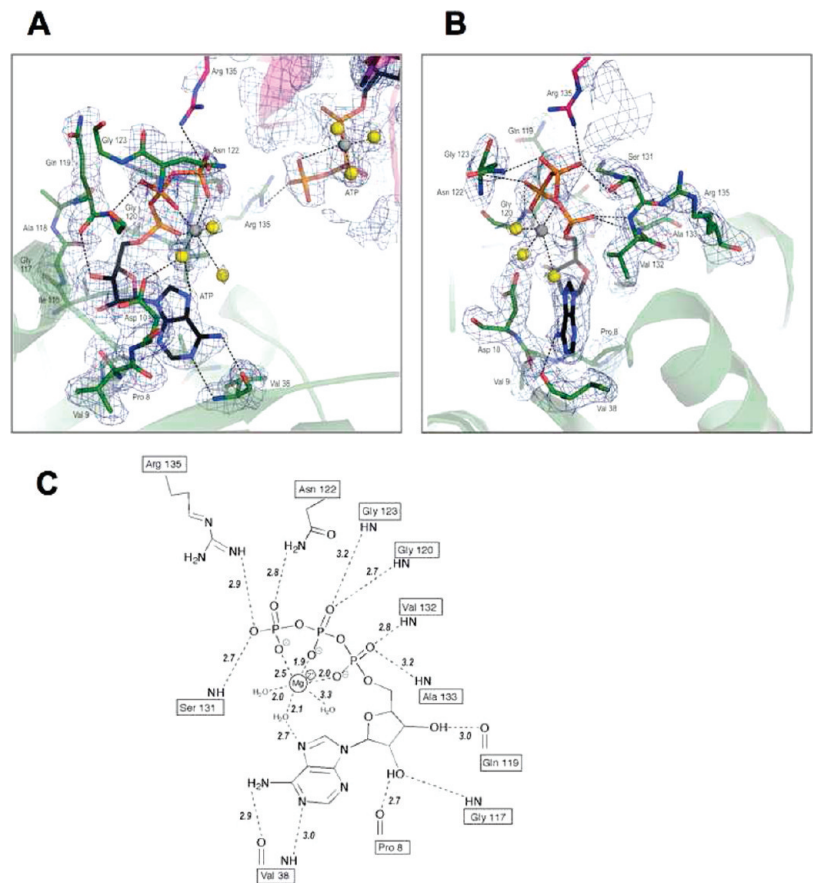 A
B
Arg 135
Gly 123
Asn 122
Gln 119
Gly 120
Ala 118
Gly 117
Arg 135
ATP
ATP
Asp 10
Pro 8
Val 9
Val 38
Arg 135
Gln 119
Gly 123
Asn 122
Ser 131
Arg 135
Gly 120
Ala 133
Val 132
Pro 8
Val 9
Val 38
C
Arg 135
Asn 122
Gly 123
HN
Gly 120
HN
N
H2N
NH
H2N
O
3.2
2.7
2.9
2.8
Val 132
HN
O
O
O
P
O
P
O
P
O
2.8
3.2
HN
Ala 133
2.7
O
O
O
O
2.5
1.9
2.0
Mg
NH
Ser 131
H2O
2.0
2.1
3.3
H2O
H2O
2.7
O
OH
3.0
O
Gln 119
N
N
N
N
H2N
HO
HN
Gly 117
2.7
2.9
3.0
O
Pro 8
O
NH
Val 38